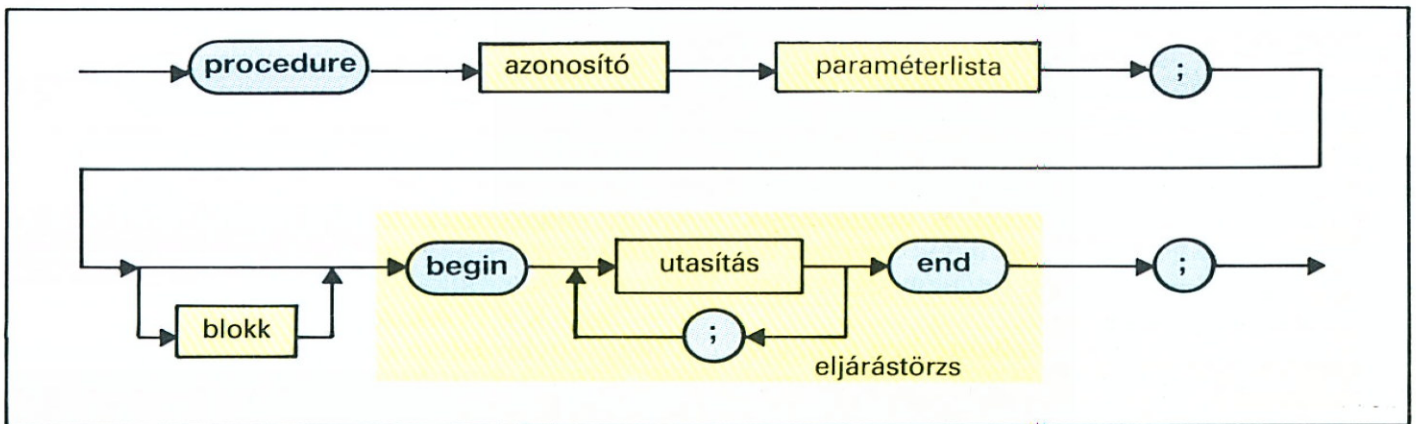 procedure azonosító paraméterlista ;
begin utasítás end ;
blokk ;
eljárástörzs